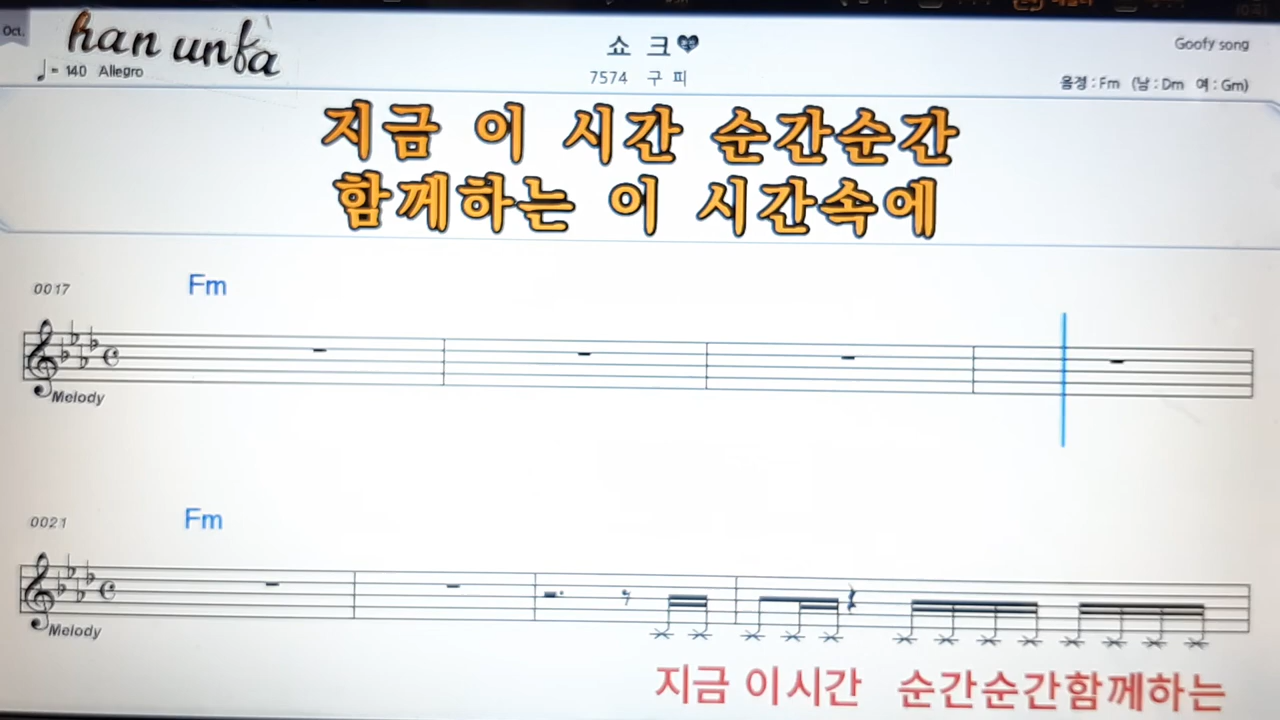 Oct.
han unfa
♩= 140 Allegro
쇼 크
7574 구 피
Goofy song
음정 : Fm (남 : Dm 여 : Gm)
지금 이 시간 순간순간
함께하는 이 시간속에
0017 Fm
Melody
0021 Fm
Melody
지금 이시간 순간순간함께하는